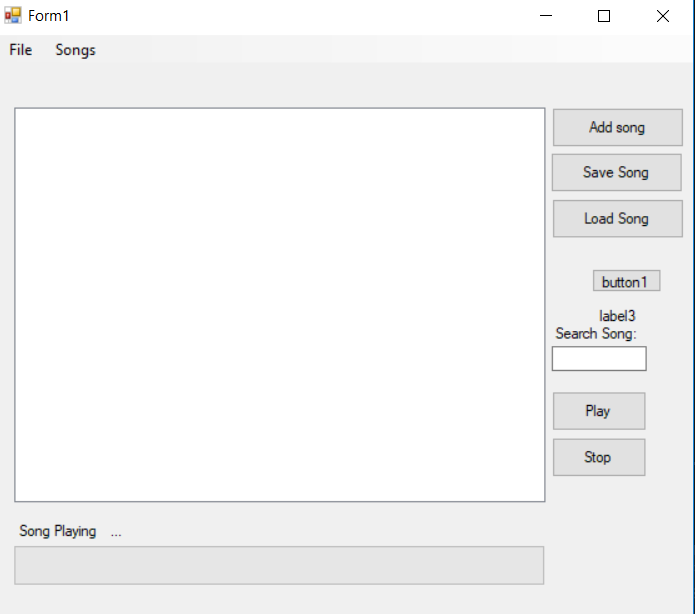 Form1
File Songs
Add song
Save Song
Load Song
button1
label3
Search Song:
Play
Stop
Song Playing ...